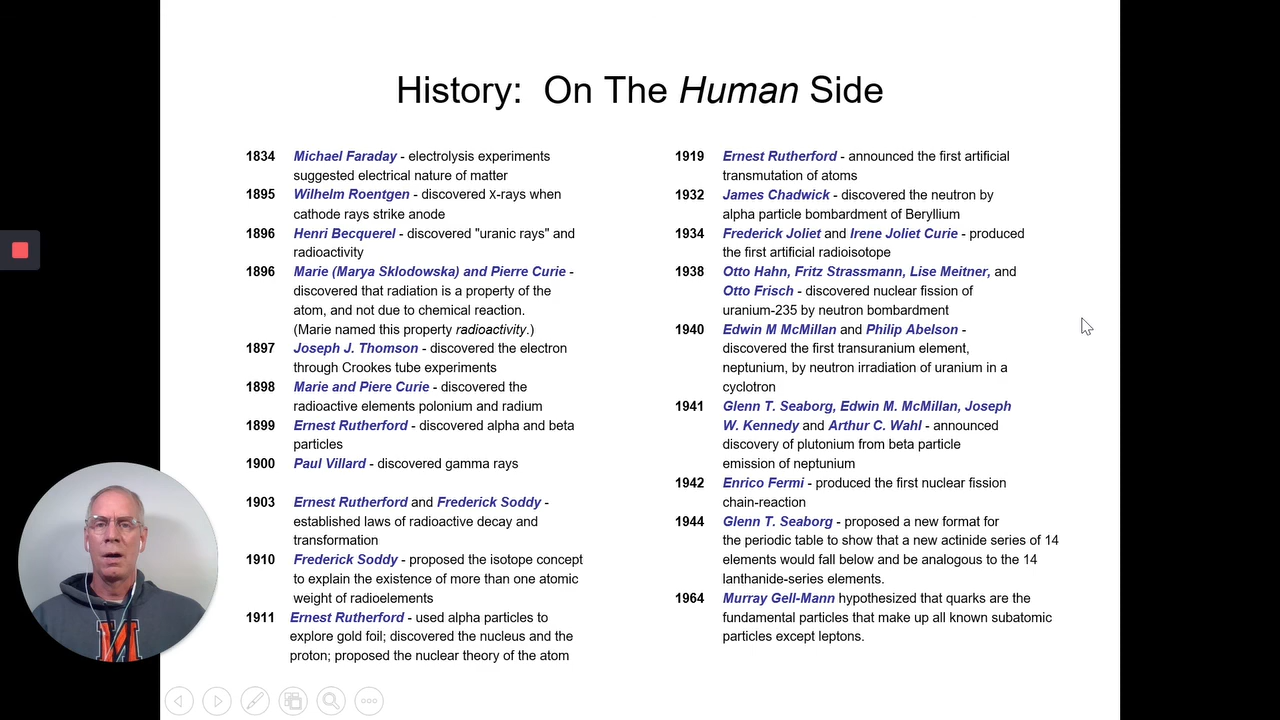 History: On The Human Side
1834 Michael Faraday - electrolysis experiments
suggested electrical nature of matter
1895 Wilhelm Roentgen - discovered x-rays when
cathode rays strike anode
1896 Henri Becquerel - discovered "uranic rays" and
radioactivity
1896 Marie (Marya Sklodowska) and Pierre Curie -
discovered that radiation is a property of the
atom, and not due to chemical reaction.
(Marie named this property radioactivity.)
1897 Joseph J. Thomson - discovered the electron
through Crookes tube experiments
1898 Marie and Piere Curie - discovered the
radioactive elements polonium and radium
1899 Ernest Rutherford - discovered alpha and beta
particles
1900 Paul Villard - discovered gamma rays
1903 Ernest Rutherford and Frederick Soddy -
established laws of radioactive decay and
transformation
1910 Frederick Soddy - proposed the isotope concept
to explain the existence of more than one atomic
weight of radioelements
1911 Ernest Rutherford - used alpha particles to
explore gold foil; discovered the nucleus and the
proton; proposed the nuclear theory of the atom
1919 Ernest Rutherford - announced the first artificial
transmutation of atoms
1932 James Chadwick - discovered the neutron by
alpha particle bombardment of Beryllium
1934 Frederick Joliet and Irene Joliet Curie - produced
the first artificial radioisotope
1938 Otto Hahn, Fritz Strassmann, Lise Meitner, and
Otto Frisch - discovered nuclear fission of
uranium-235 by neutron bombardment
1940 Edwin M McMillan and Philip Abelson -
discovered the first transuranium element,
neptunium, by neutron irradiation of uranium in a
cyclotron
1941 Glenn T. Seaborg, Edwin M. McMillan, Joseph
W. Kennedy and Arthur C. Wahl - announced
discovery of plutonium from beta particle
emission of neptunium
1942 Enrico Fermi - produced the first nuclear fission
chain-reaction
1944 Glenn T. Seaborg - proposed a new format for
the periodic table to show that a new actinide series of 14
elements would fall below and be analogous to the 14
lanthanide-series elements.
1964 Murray Gell-Mann hypothesized that quarks are the
fundamental particles that make up all known subatomic
particles except leptons.